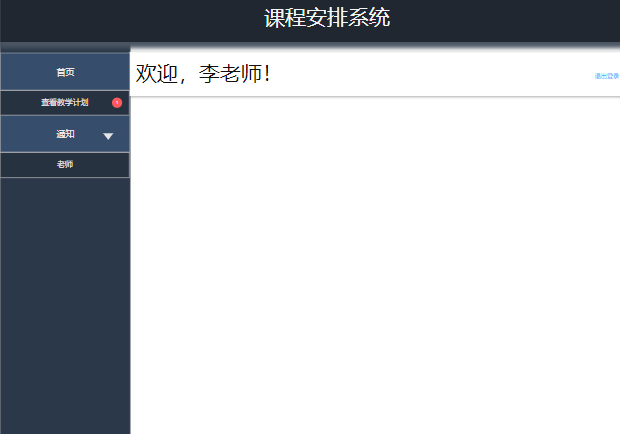 课程安排系统
首页
欢迎，李老师！
退出登录
查看教学计划
通知
老师